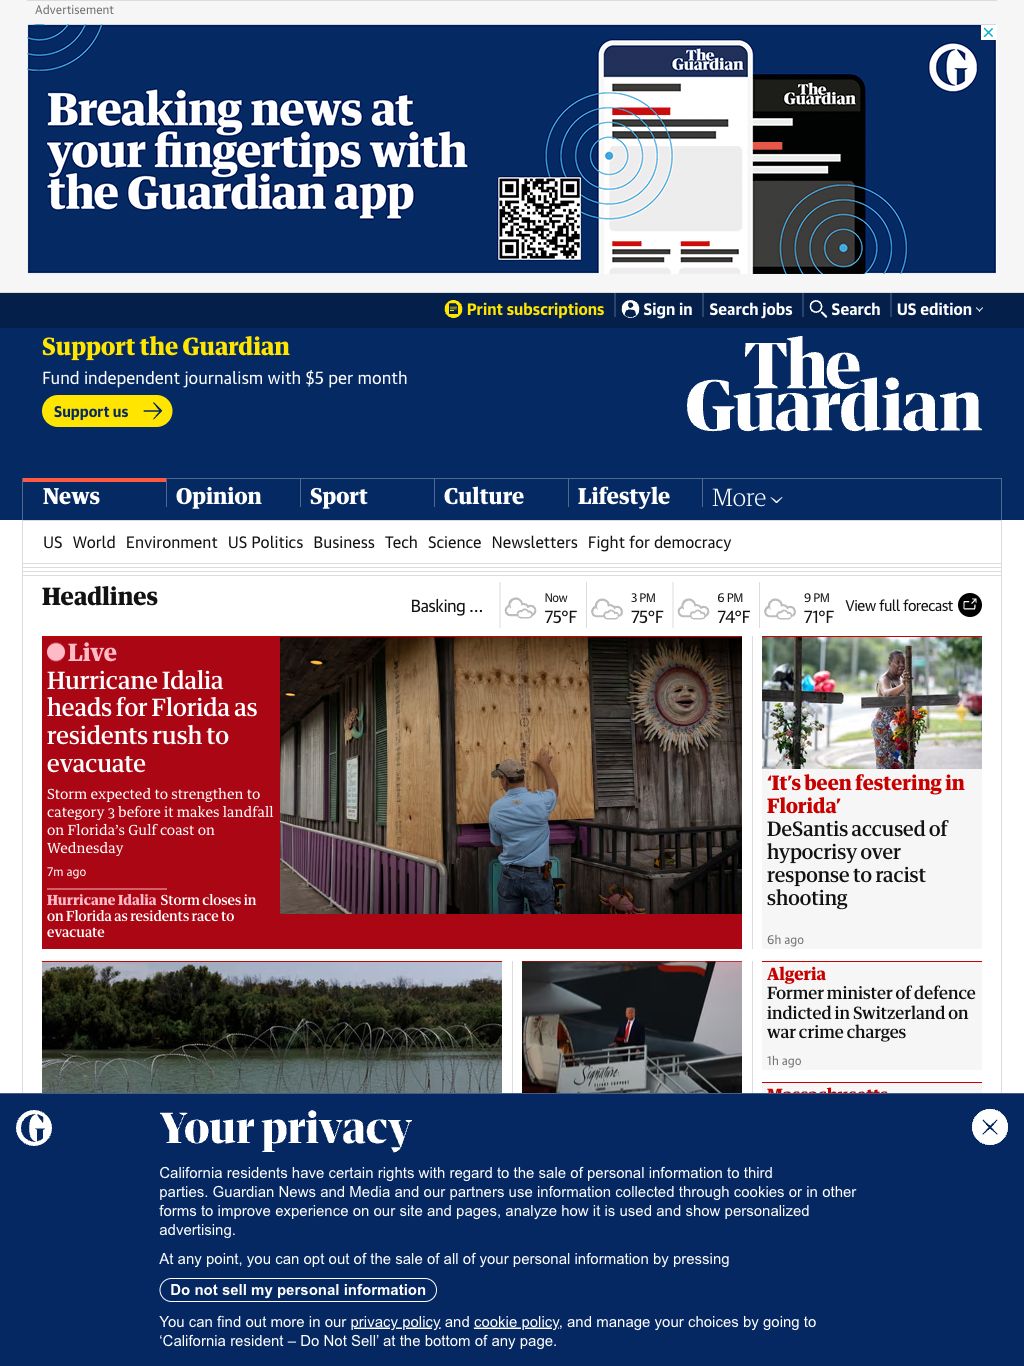 Advertisement
Breaking news at
your fingertips with
the Guardian app
The
Guardian
The
Guardian
Print subscriptions
Sign in
Search jobs
Search
US edition
Support the Guardian
Fund independent journalism with $5 per month
Support us
The
Guardian
News
Opinion
Sport
Culture
Lifestyle
More
US World Environment US Politics Business Tech Science Newsletters Fight for democracy
Headlines
Basking ...
Now
75°F
3 PM
75°F
6 PM
74°F
9 PM
71°F
View full forecast
Live
Hurricane Idalia
heads for Florida as
residents rush to
evacuate
Storm expected to strengthen to
category 3 before it makes landfall
on Florida's Gulf coast on
Wednesday
7m ago
Hurricane Idalia Storm closes in
on Florida as residents race to
evacuate
‘It’s been festering in
Florida’
DeSantis accused of
hypocrisy over
response to racist
shooting
6h ago
Signature
Algeria
Former minister of defence
indicted in Switzerland on
war crime charges
1h ago
Massachusetts
Your privacy
California residents have certain rights with regard to the sale of personal information to third
parties. Guardian News and Media and our partners use information collected through cookies or in other
forms to improve experience on our site and pages, analyze how it is used and show personalized
advertising.
At any point, you can opt out of the sale of all of your personal information by pressing
Do not sell my personal information
You can find out more in our privacy policy and cookie policy, and manage your choices by going to
‘California resident – Do Not Sell’ at the bottom of any page.